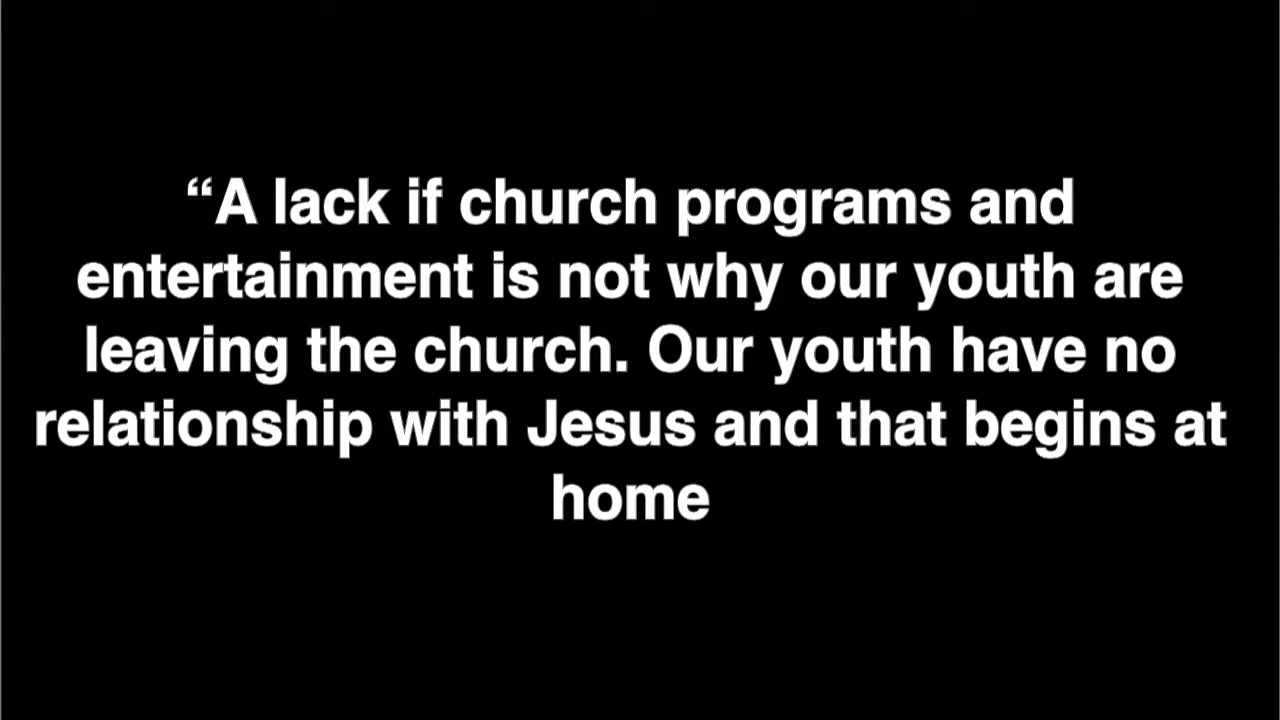 “A lack if church programs and
entertainment is not why our youth are
leaving the church. Our youth have no
relationship with Jesus and that begins at
home